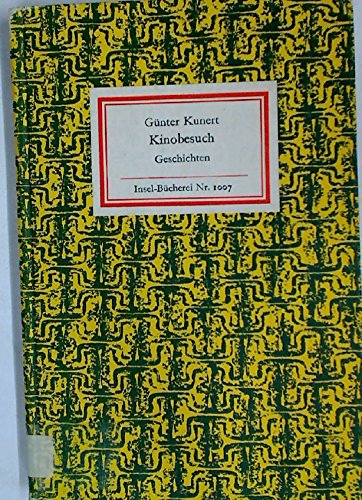 Günter Kunert
Kinobesuch
Geschichten
Insel-Bücherei Nr. 1007